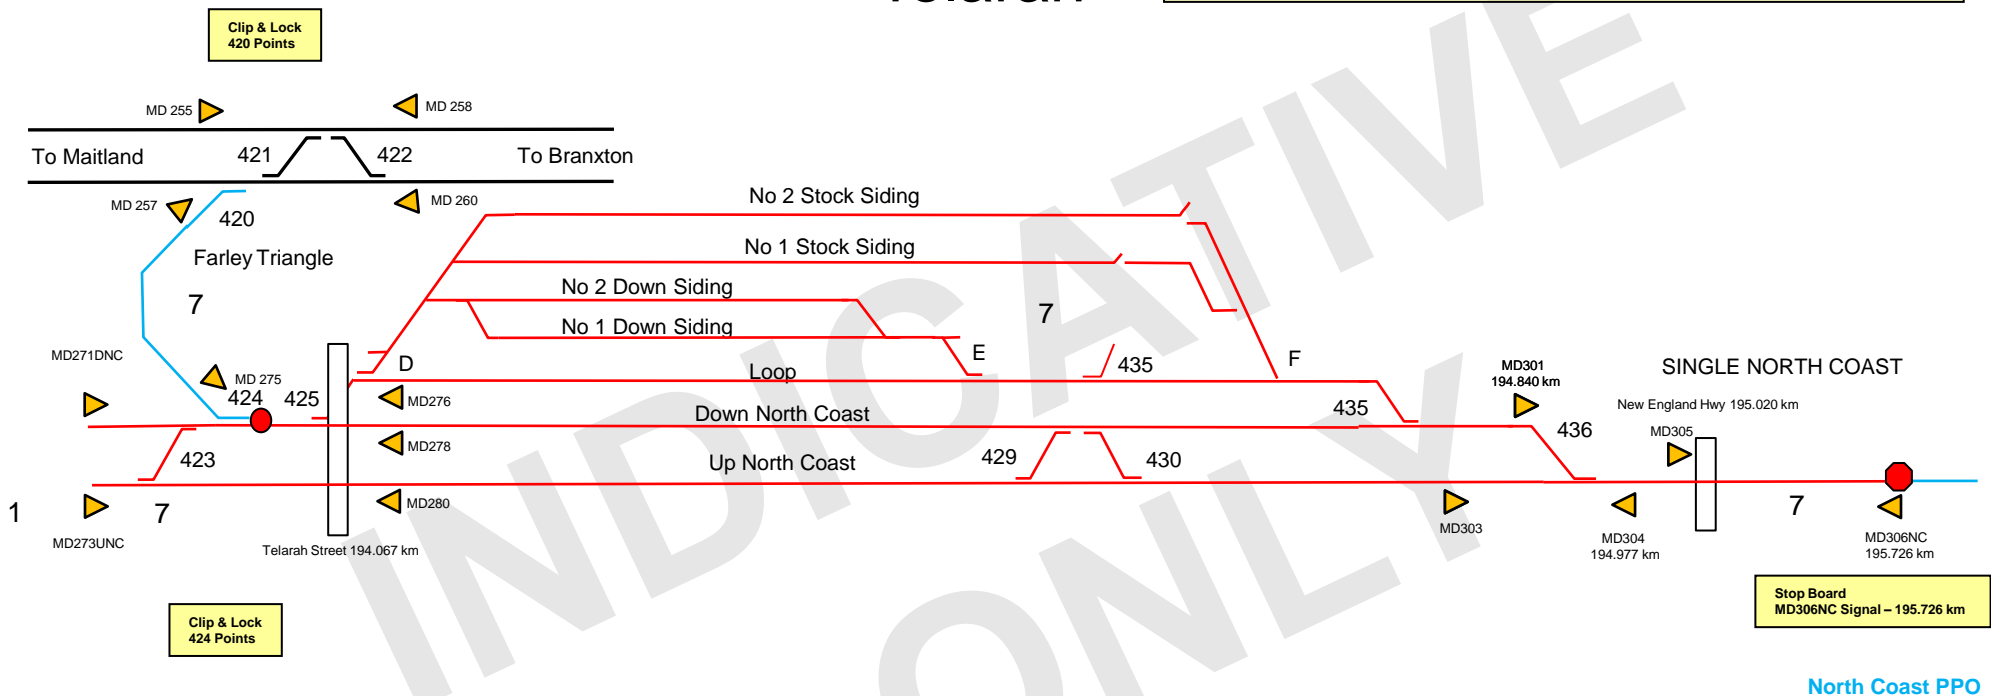 Telarah
Clip & Lock
420 Points
MD 255
MD 258
To Maitland
421
422
To Branxton
MD 257
420
MD 260
No 2 Stock Siding
Farley Triangle
No 1 Stock Siding
7
No 2 Down Siding
7
No 1 Down Siding
MD271DNC
D
E
435
F
MD301
194.840 km
SINGLE NORTH COAST
MD 275
424
425
Loop
MD276
Down North Coast
435
New England Hwy 195.020 km
436
MD305
423
MD278
Up North Coast
429
430
1
7
MD280
MD303
7
MD273UNC
Telarah Street 194.067 km
MD304
194.977 km
MD306NC
195.726 km
Clip & Lock
424 Points
Stop Board
MD306NC Signal – 195.726 km
North Coast PPO
INDICATIVE
ONLY